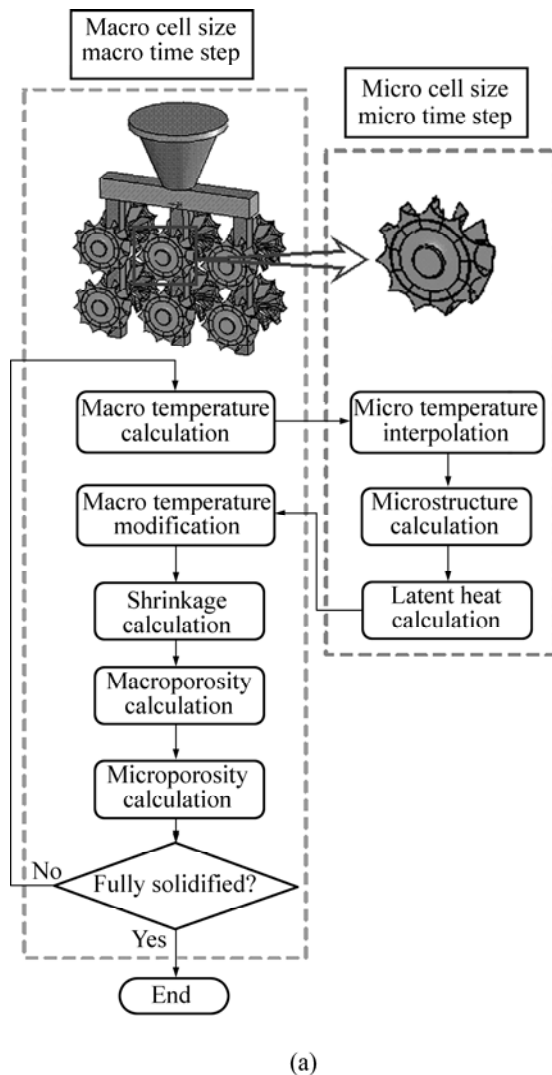 Macro cell size
macro time step
Micro cell size
micro time step
Macro temperature
calculation
Micro temperature
interpolation
Microstructure
calculation
Latent heat
calculation
Macro temperature
modification
Shrinkage
calculation
Macroporosity
calculation
Microporosity
calculation
Fully solidified?
No
Yes
End
(a)